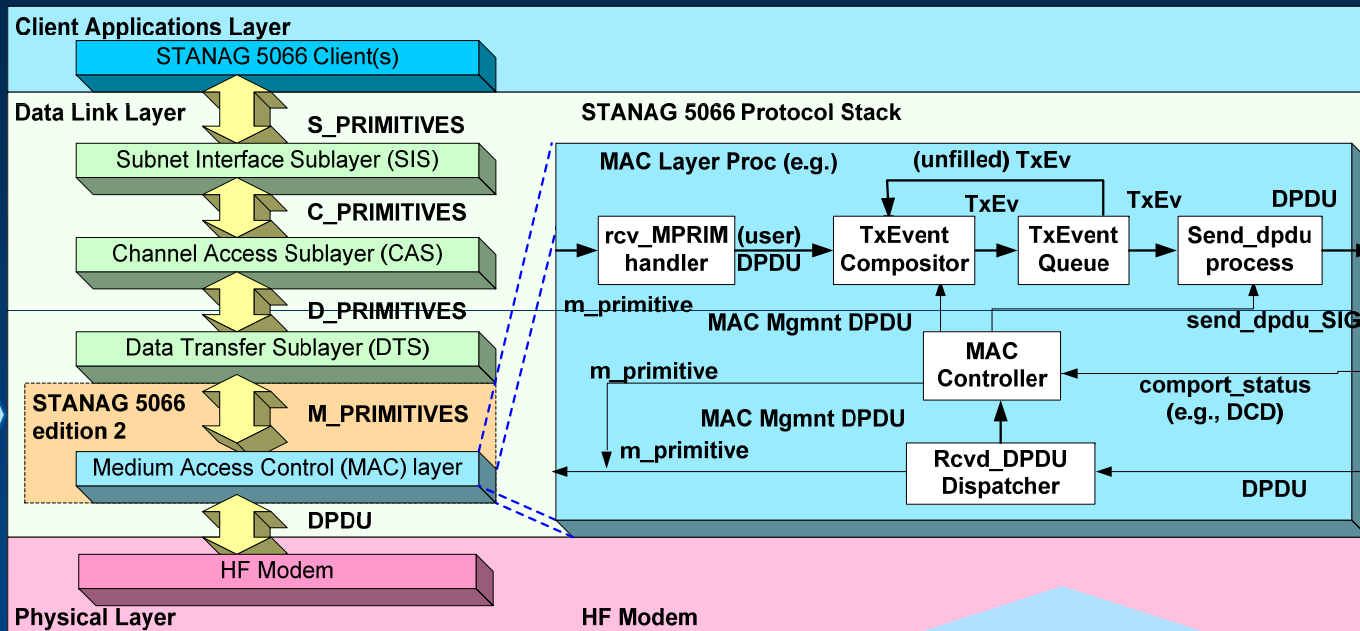 Client Applications Layer
STANAG 5066 Client(s)
Data Link Layer
S_PRIMITIVES
Subnet Interface Sublayer (SIS)
C_PRIMITIVES
Channel Access Sublayer (CAS)
D_PRIMITIVES
Data Transfer Sublayer (DTS)
STANAG 5066
edition 2
M_PRIMITIVES
Medium Access Control (MAC) layer
DPDU
HF Modem
Physical Layer
STANAG 5066 Protocol Stack
MAC Layer Proc (e.g.)
(unfilled) TxEv
TxEv
TxEv
DPDU
rcv_MPRIM
handler
(user)
DPDU
TxEvent
Compositor
TxEvent
Queue
Send_dpdu
process
m_primitive
MAC Mgmnt DPDU
send_dpdu_SIG
MAC
Controller
m_primitive
comport_status
(e.g., DCD)
MAC Mgmnt DPDU
m_primitive
Rcvd_DPDU
Dispatcher
DPDU
HF Modem